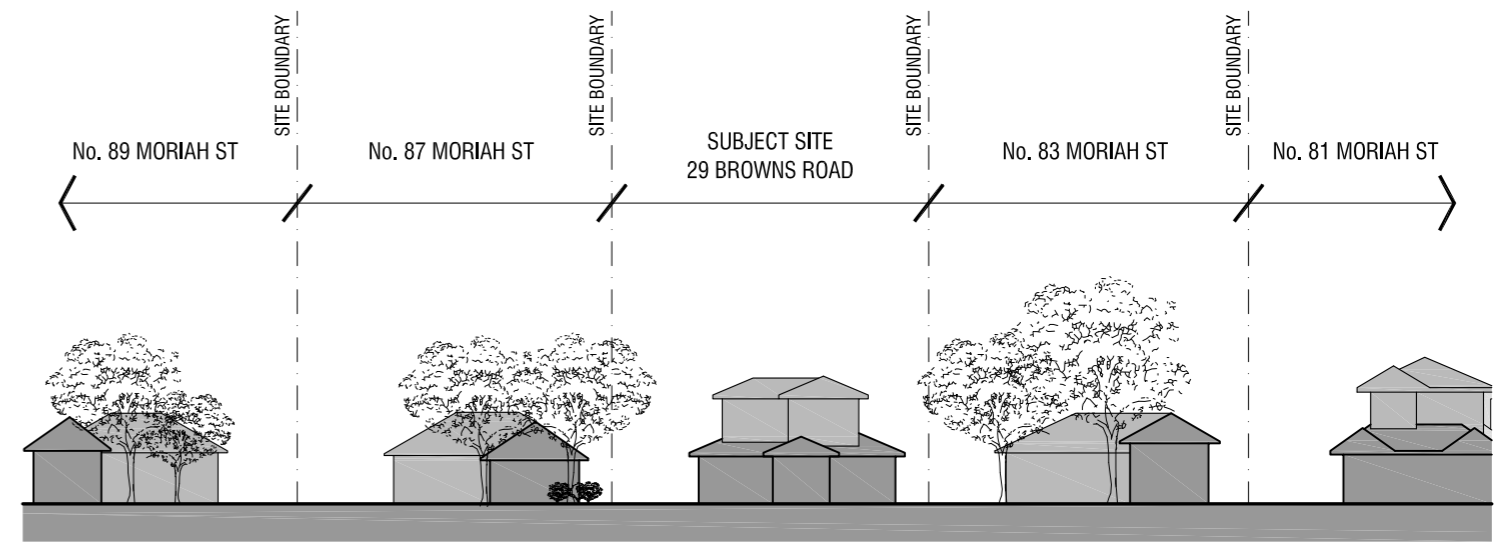 SITE BOUNDARY
SITE BOUNDARY
SITE BOUNDARY
SITE BOUNDARY
No. 89 MORIAH ST
No. 87 MORIAH ST
SUBJECT SITE
29 BROWNS ROAD
No. 83 MORIAH ST
No. 81 MORIAH ST